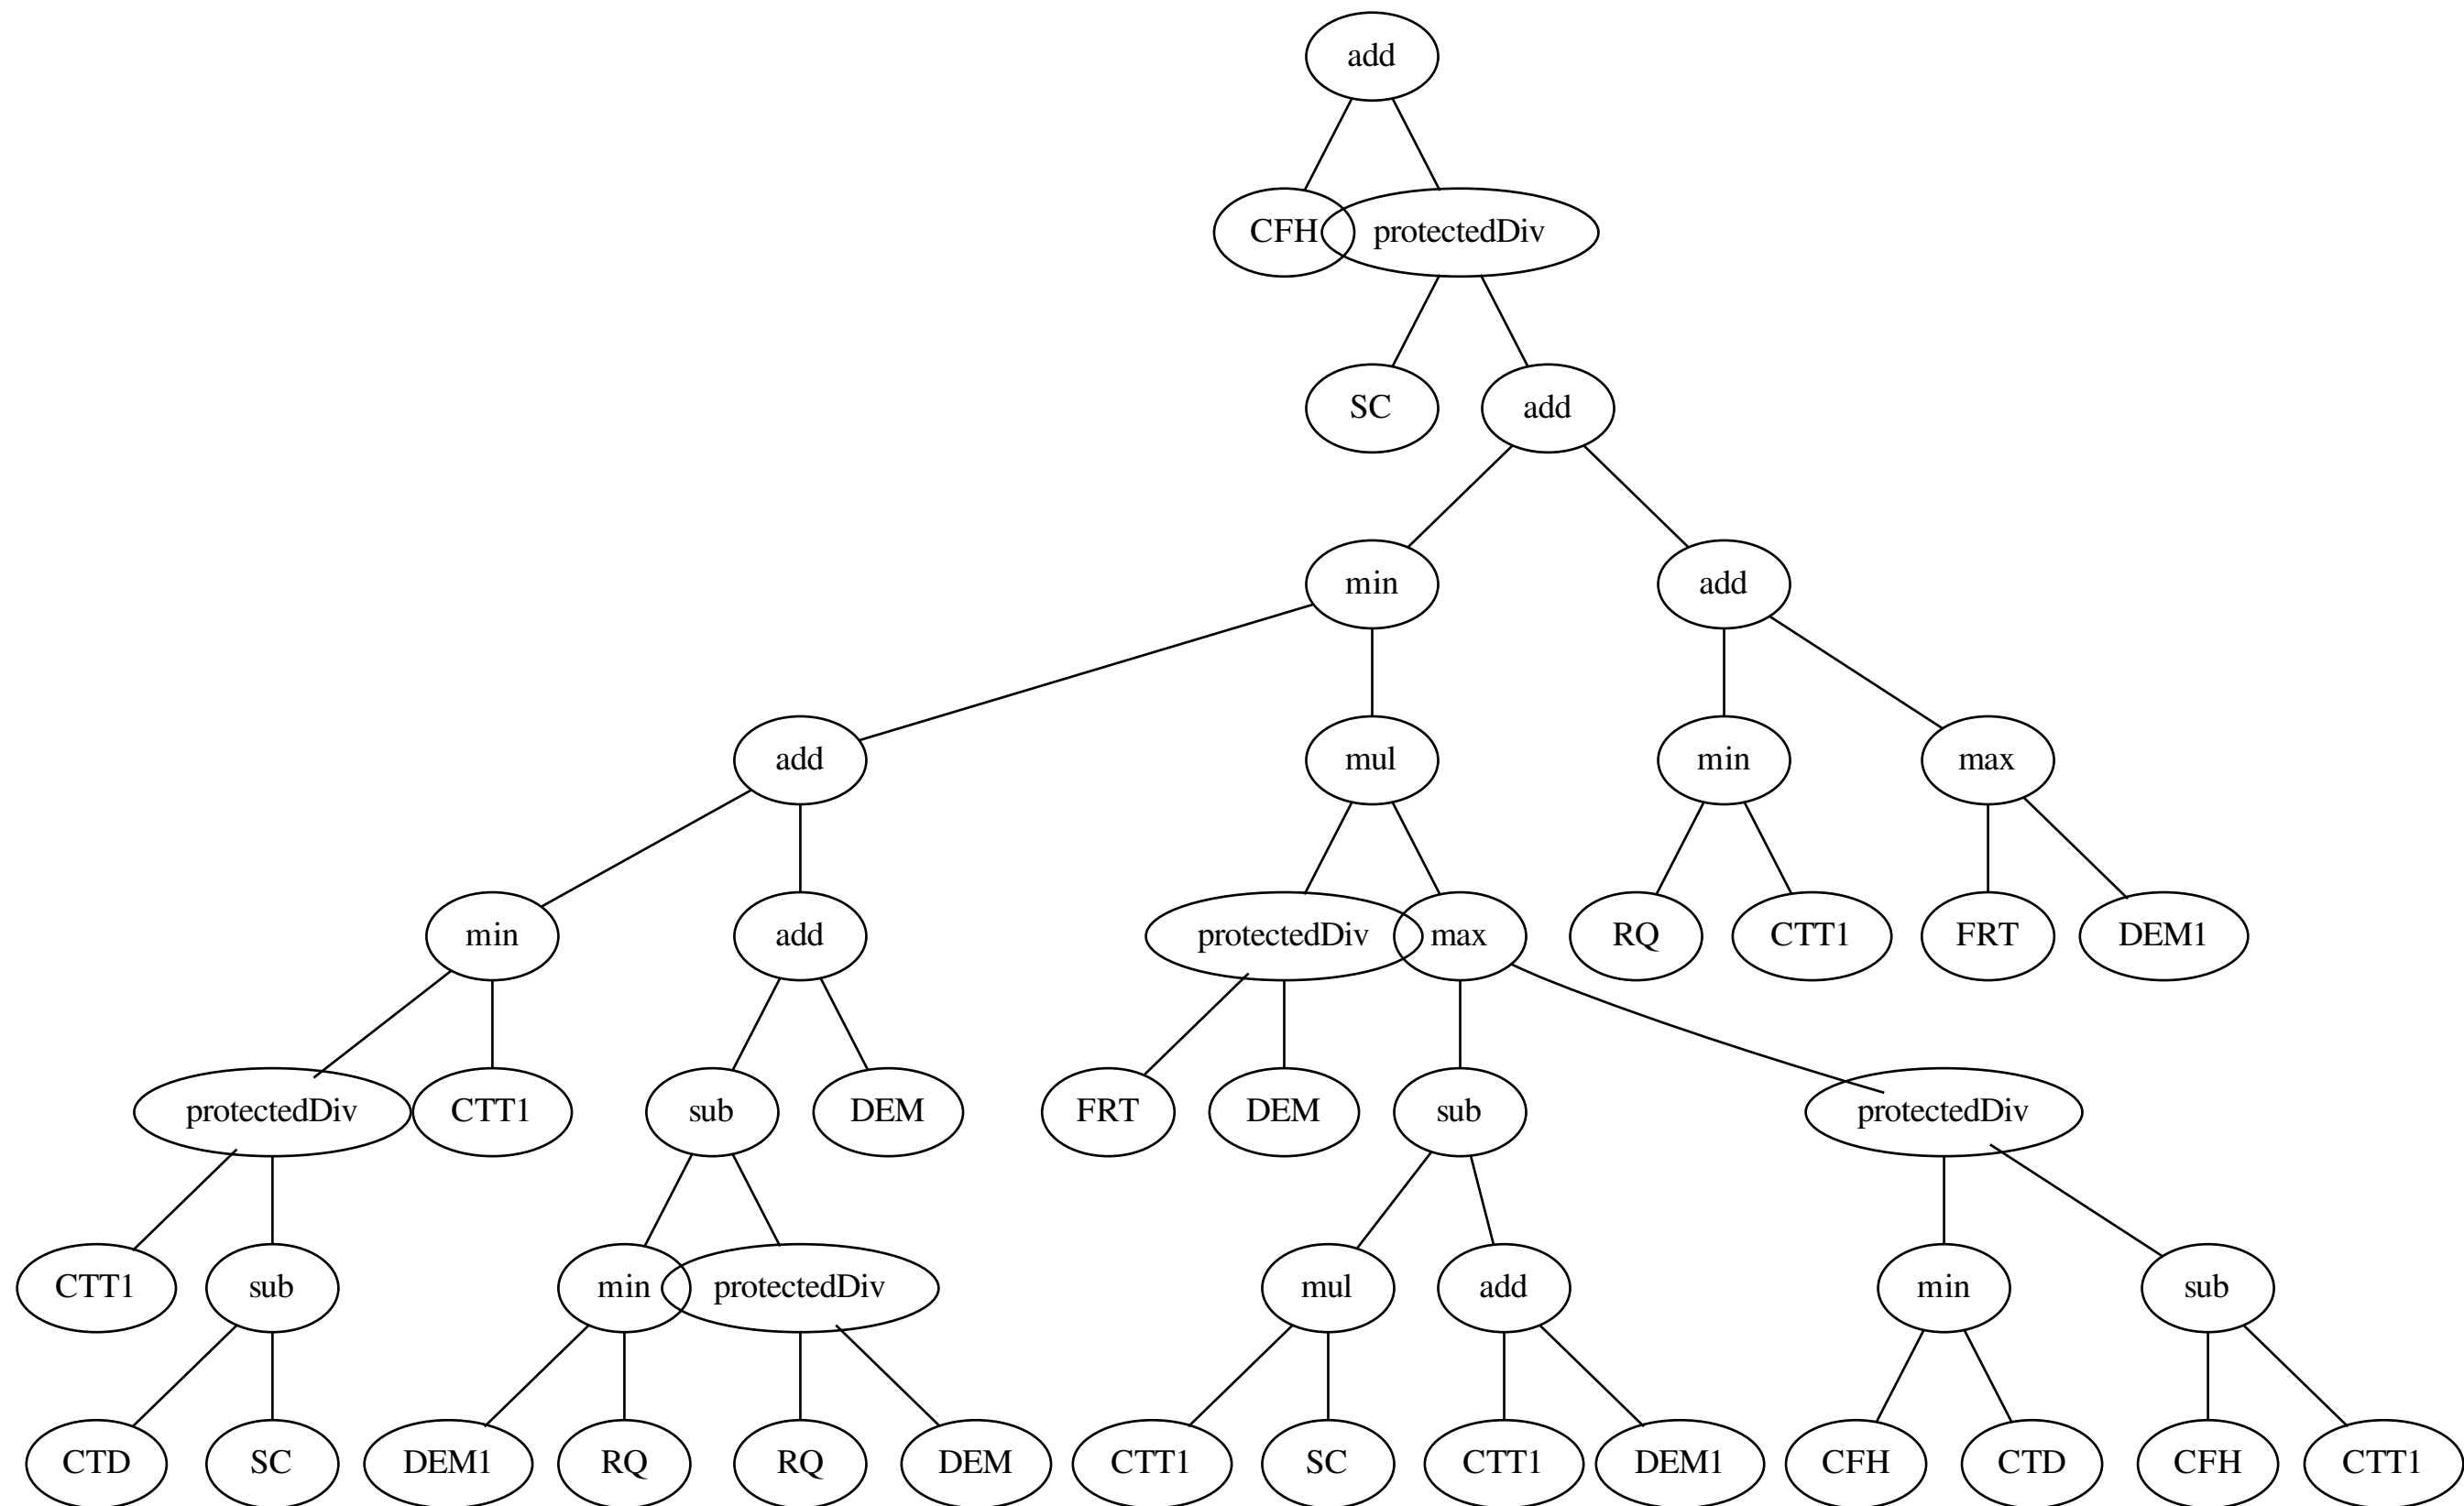 add
CFH protectedDiv
SC add
min add
add mul min max
min add protectedDiv max RQ CTT1 FRT DEM1
protectedDiv CTT1 sub DEM FRT DEM sub protectedDiv
CTT1 sub min protectedDiv mul add min sub
CTD SC DEM1 RQ RQ DEM CTT1 SC CTT1 DEM1 CFH CTD CFH CTT1